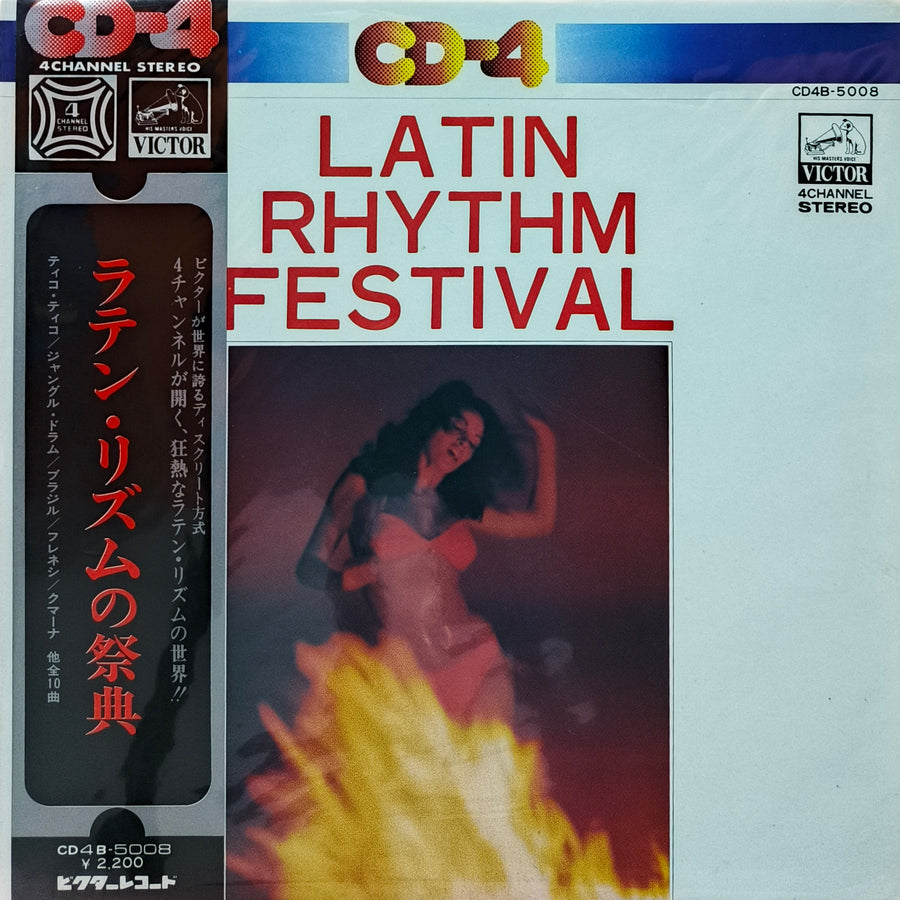 CD-4
4CHANNEL STEREO
4
CHANNEL
STEREO
HIS MASTER'S VOICE
VICTOR
ビクターが世界に誇るディスクリート方式
4チャンネルが開く、狂熱なラテン・リズムの世界!!
ラテン・リズムの祭典
ティコ・ティコ/ジャングル・ドラム/ブラジル/フレネシ/クマーナ 他全10曲
CD4B-5008
¥2,200
ビクターレコード
CD-4
CD4B-5008
HIS MASTER'S VOICE
VICTOR
4CHANNEL
STEREO
LATIN
RHYTHM
FESTIVAL